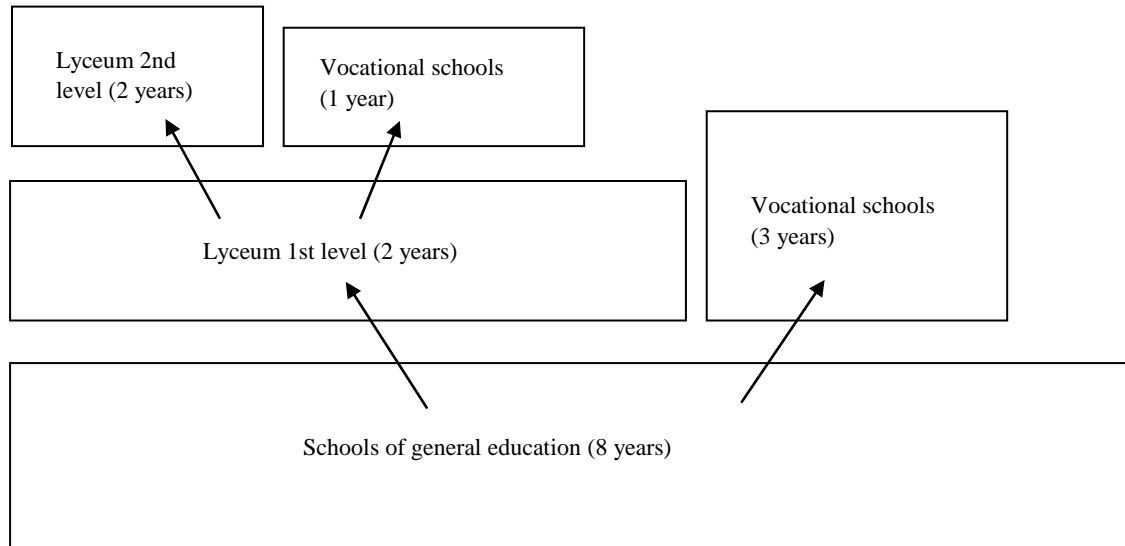 Lyceum 2nd
level (2 years)
Vocational schools
(1 year)
Vocational schools
(3 years)
Lyceum 1st level (2 years)
Schools of general education (8 years)